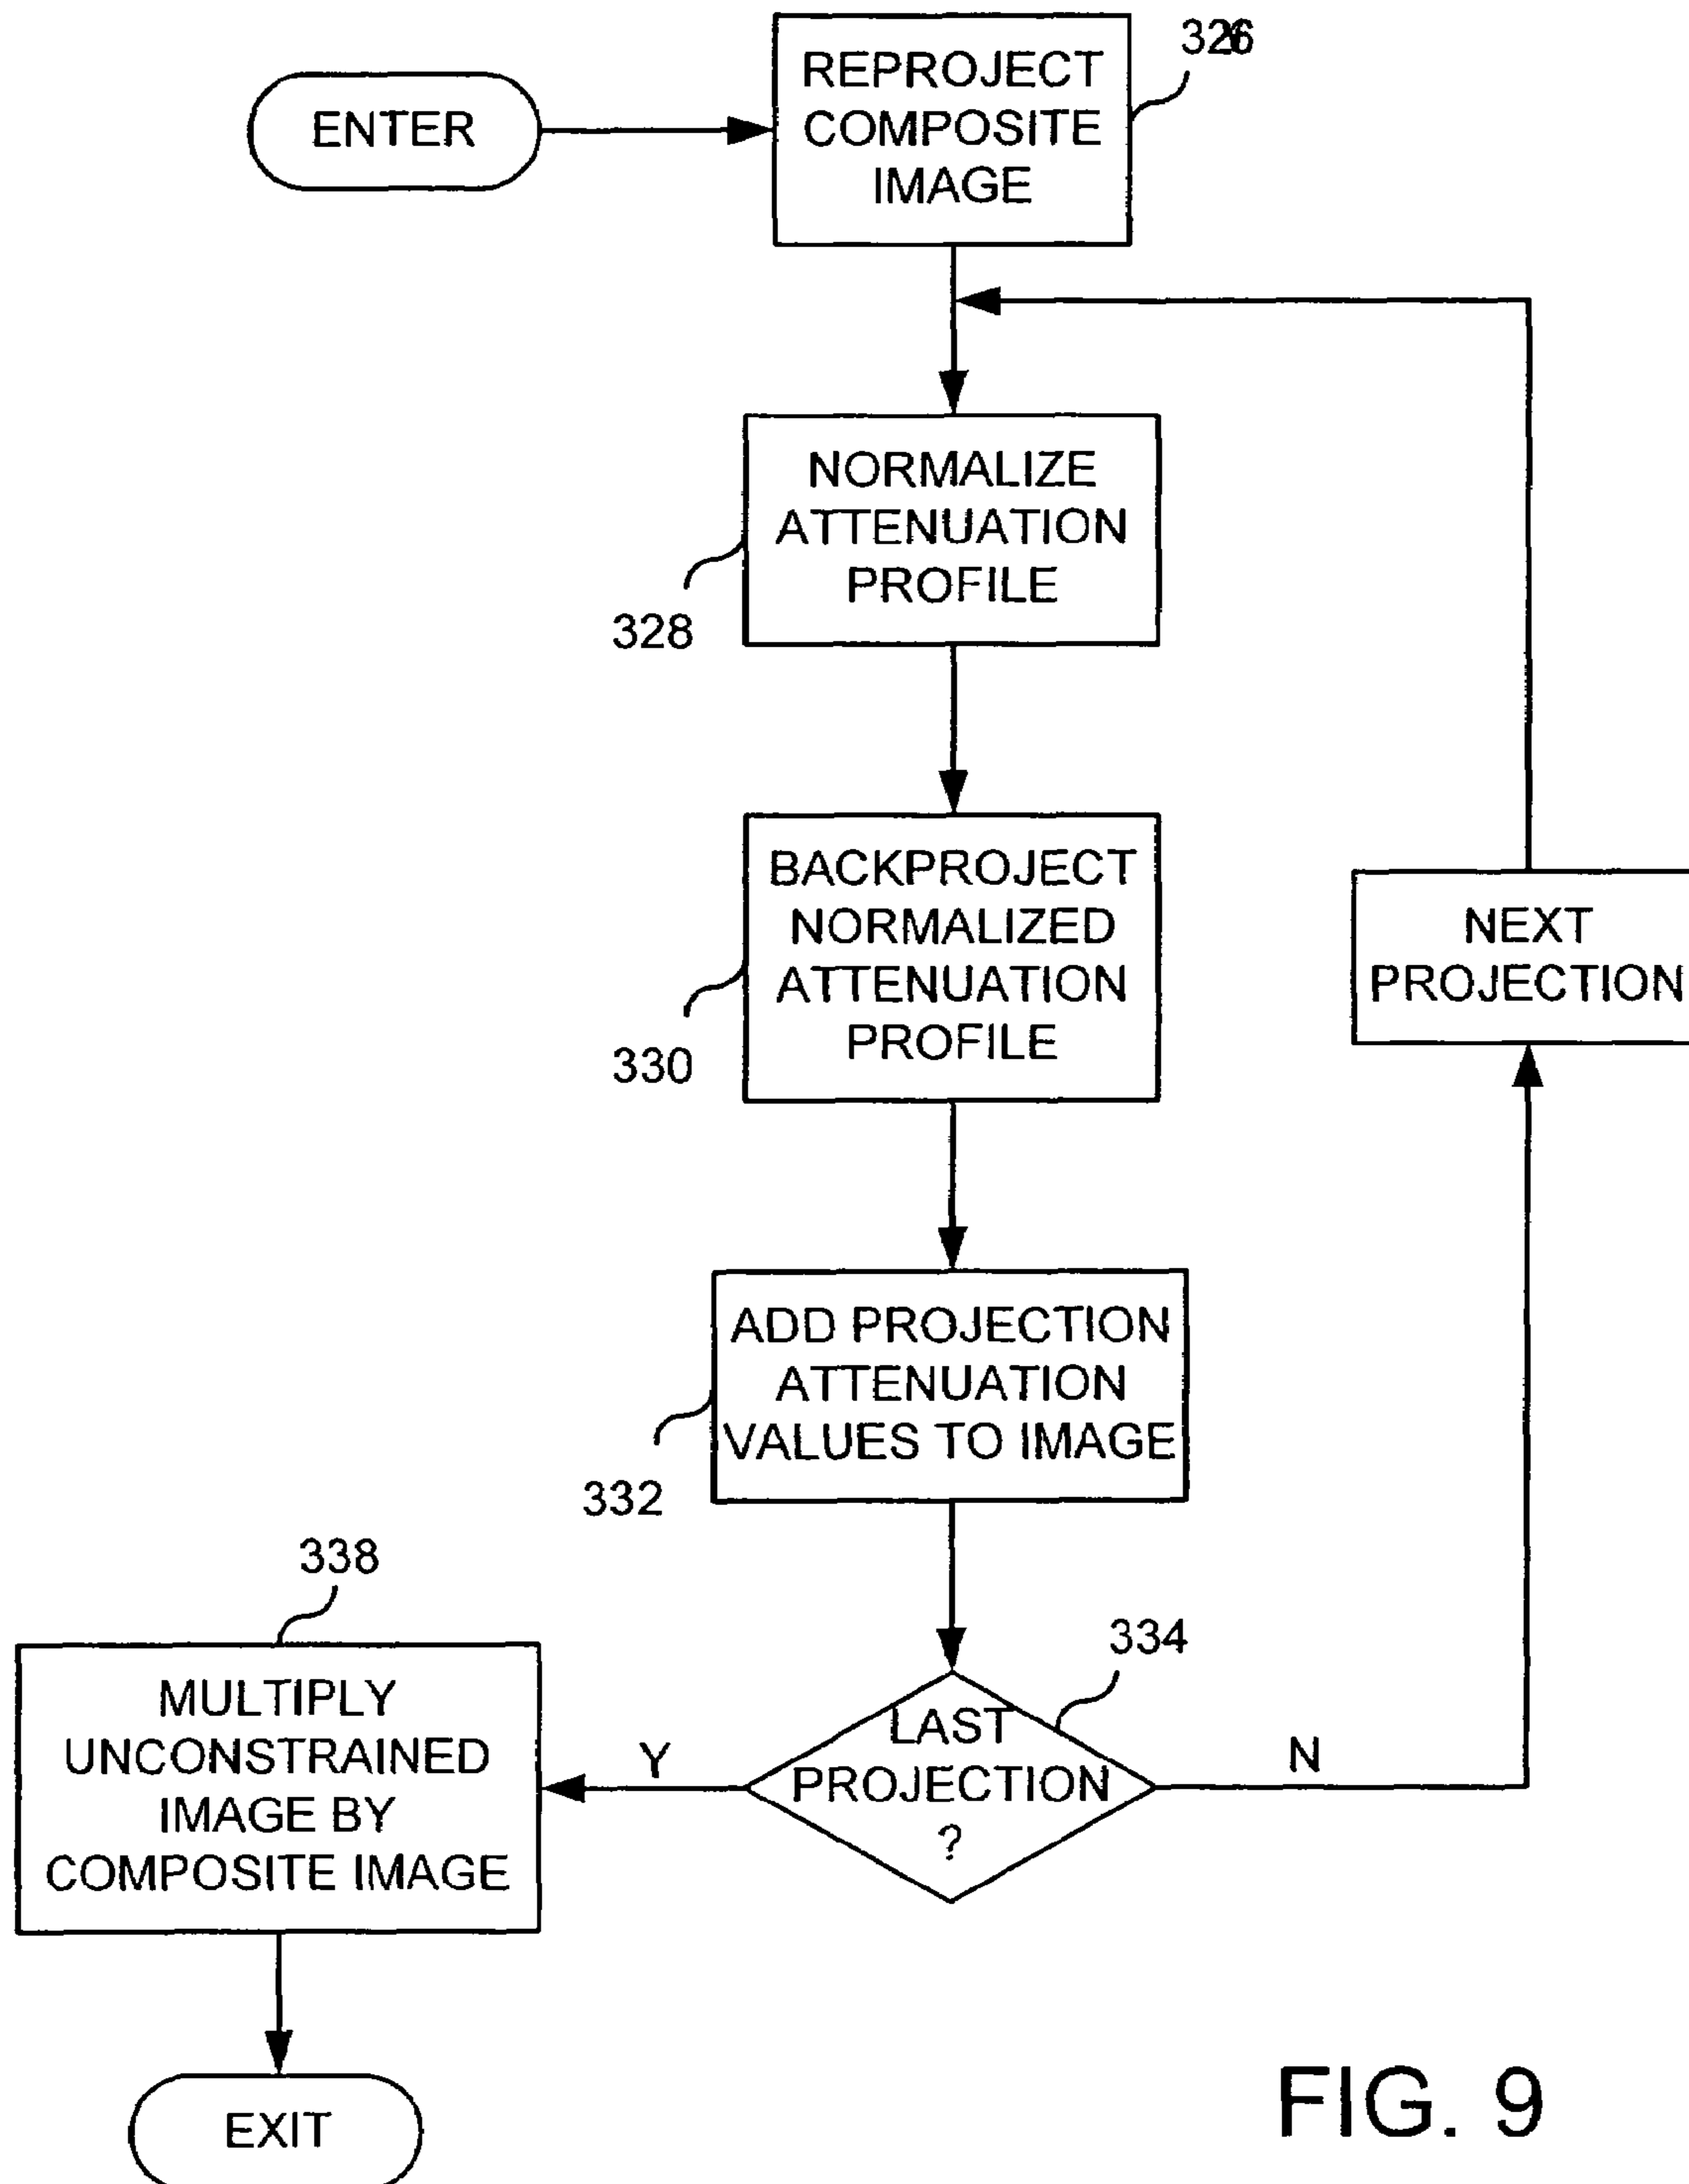 ENTER
REPROJECT
COMPOSITE
IMAGE
NORMALIZE
ATTENUATION
PROFILE
328
BACKPROJECT
NORMALIZED
ATTENUATION
PROFILE
330
NEXT
PROJECTION
ADD PROJECTION
ATTENUATION
VALUES TO IMAGE
332
338
334
LAST
PROJECTION
?
Y
N
MULTIPLY
UNCONSTRAINED
IMAGE BY
COMPOSITE IMAGE
EXIT
FIG. 9